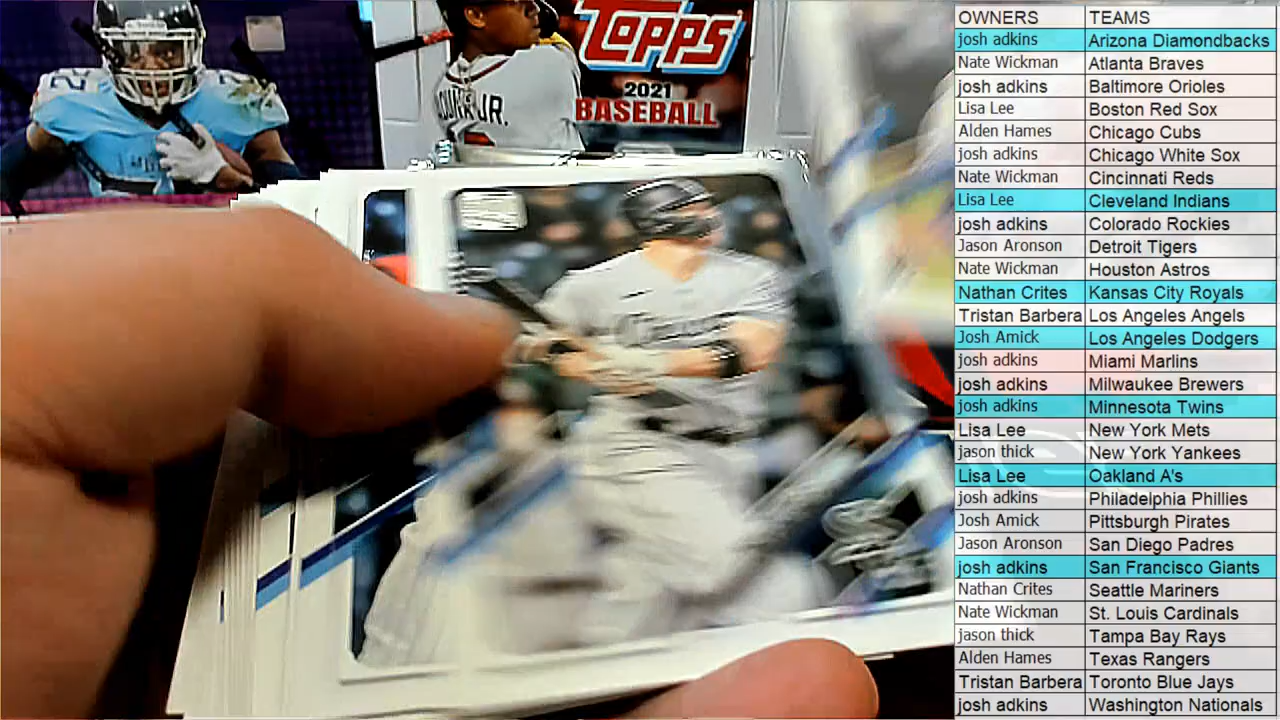 TOPPS
2021
BASEBALL
JR.
OWNERS TEAMS
josh adkins Arizona Diamondbacks
Nate Wickman Atlanta Braves
josh adkins Baltimore Orioles
Lisa Lee Boston Red Sox
Alden Hames Chicago Cubs
josh adkins Chicago White Sox
Nate Wickman Cincinnati Reds
Lisa Lee Cleveland Indians
josh adkins Colorado Rockies
Jason Aronson Detroit Tigers
Nate Wickman Houston Astros
Nathan Crites Kansas City Royals
Tristan Barbera Los Angeles Angels
Josh Amick Los Angeles Dodgers
josh adkins Miami Marlins
josh adkins Milwaukee Brewers
josh adkins Minnesota Twins
Lisa Lee New York Mets
jason thick New York Yankees
Lisa Lee Oakland A's
josh adkins Philadelphia Phillies
Josh Amick Pittsburgh Pirates
Jason Aronson San Diego Padres
josh adkins San Francisco Giants
Nathan Crites Seattle Mariners
Nate Wickman St. Louis Cardinals
jason thick Tampa Bay Rays
Alden Hames Texas Rangers
Tristan Barbera Toronto Blue Jays
josh adkins Washington Nationals